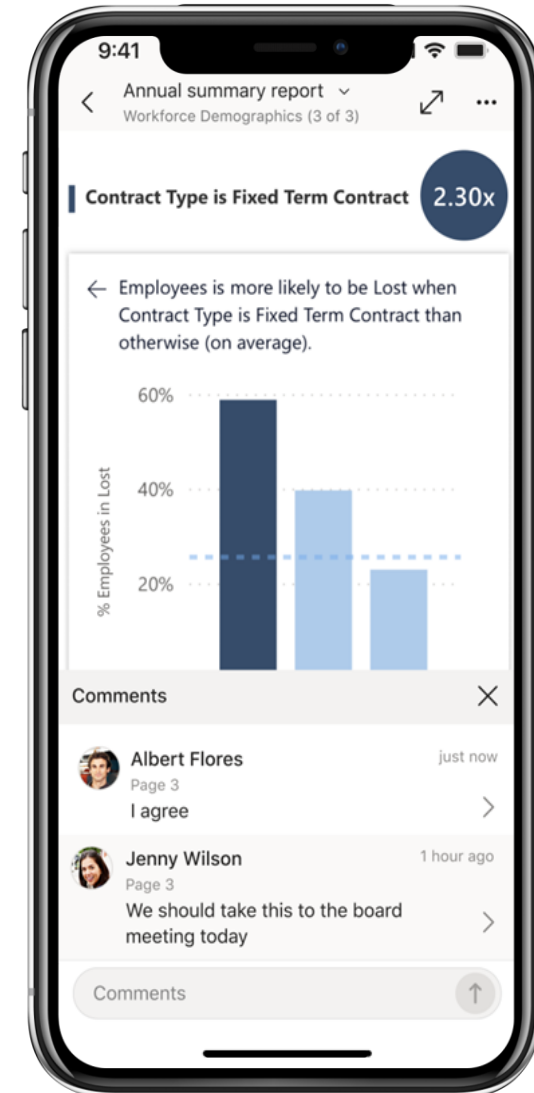 9:41
Annual summary report
Workforce Demographics (3 of 3)
Contract Type is Fixed Term Contract
2.30x
Employees is more likely to be Lost when
Contract Type is Fixed Term Contract than
otherwise (on average).
60%
40%
20%
% Employees in Lost
Comments
Albert Flores
just now
Page 3
I agree
Jenny Wilson
1 hour ago
Page 3
We should take this to the board
meeting today
Comments